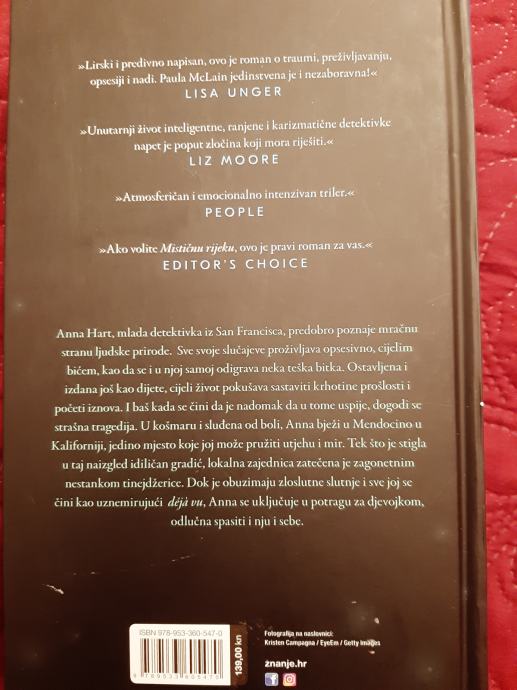 »Lirski i predivno napisan, ovo je roman o traumi, preživljavanju,
opsesiji i nadi. Paula McLain jedinstvena je i nezaboravna!«
LISA UNGER
»Unutarnji život inteligentne, ranjene i karizmatične detektivke
napet je poput zločina koji mora riješiti.«
LIZ MOORE
»Atmosferičan i emocionalno intenzivan triler.«
PEOPLE
»Ako volite Mističnu rijeku, ovo je pravi roman za vas.«
EDITOR'S CHOICE
Anna Hart, mlada detektivka iz San Francisca, predobro poznaje mračnu
stranu ljudske prirode. Sve svoje slučajeve proživljava opsesivno, cijelim
bićem, kao da se i u njoj samoj odigrava neka teška bitka. Ostavljena i
izdana još kao dijete, cijeli život pokušava sastaviti krhotine prošlosti i
početi iznova. I baš kada se čini da je nadomak da u tome uspije, dogodi se
strašna tragedija. U košmaru i sluđena od boli, Anna bježi u Mendocino u
Kaliforniji, jedino mjesto koje joj može pružiti utjehu i mir. Tek što je stigla
u taj naizgled idiličan gradić, lokalna zajednica zatečena je zagonetnim
nestankom tinejdžerice. Dok je obuzimaju zloslutne slutnje i sve joj se
čini kao uznemirujući déjà vu, Anna se uključuje u potragu za djevojkom,
odlučna spasiti i nju i sebe.
ISBN 978-953-360-547-0
9 789533 605470
139,00 kn
Fotografija na naslovnici:
Kristen Campagna / EyeEm / Getty Images
znanje.hr